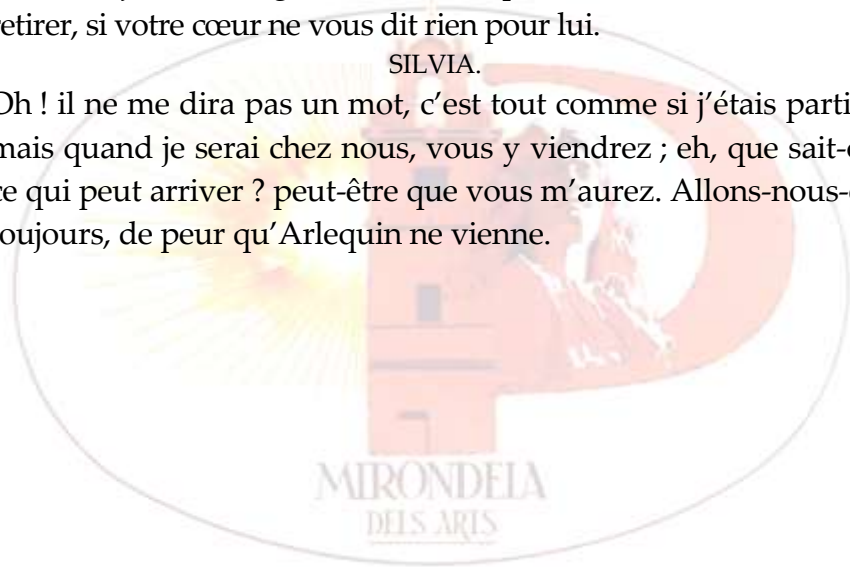 retirer, si votre cœur ne vous dit rien pour lui.
SILVIA.
Oh ! il ne me dira pas un mot, c’est tout comme si j’étais parti
mais quand je serai chez nous, vous y viendrez ; eh, que sait-
ce qui peut arriver ? peut-être que vous m’aurez. Allons-nous-
toujours, de peur qu’Arlequin ne vienne.
MIRONDELA
DELS ARTS